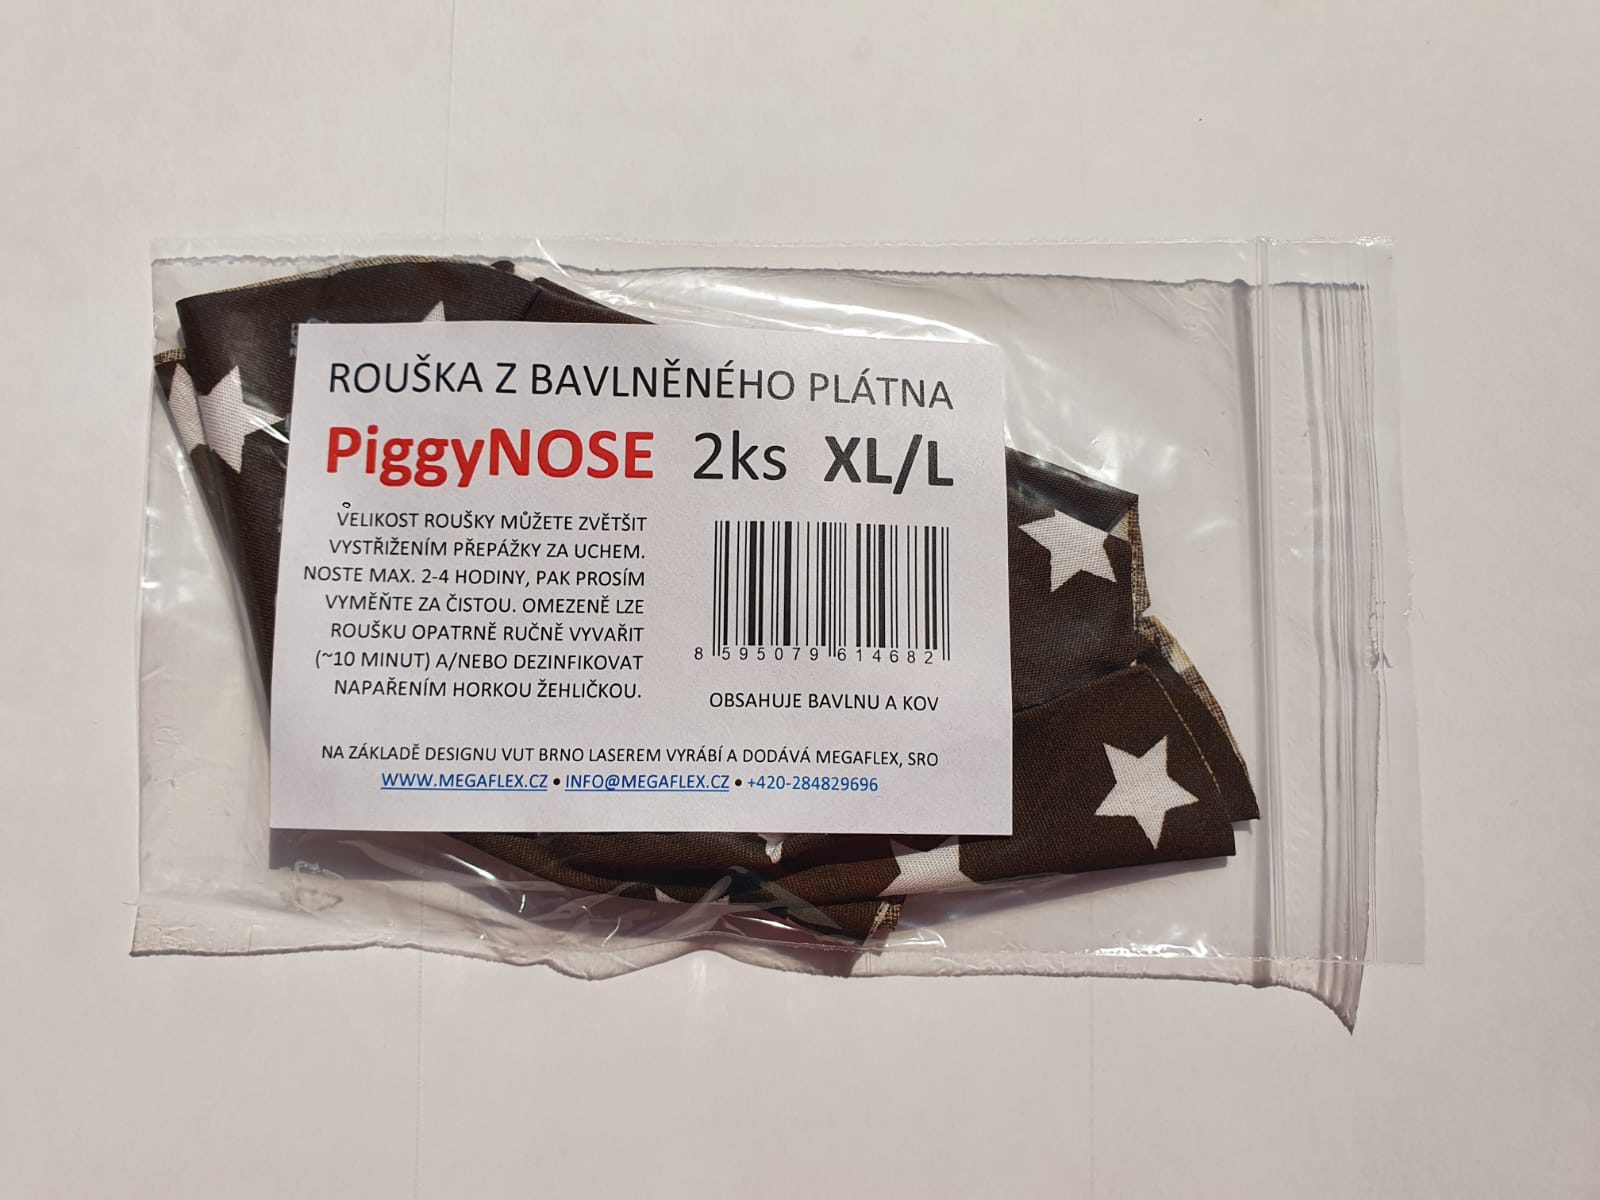 ROUŠKA Z BAVLNĚNÉHO PLÁTNA
PiggyNOSE 2ks XL/L
VELIKOST ROUŠKY MŮŽETE ZVĚTŠIT
VYSTŘIŽENÍM PŘEPÁŽKY ZA UCHEM.
NOSTE MAX. 2-4 HODINY, PAK PROSÍM
VYMĚŇTE ZA ČISTOU. OMEZENĚ LZE
ROUŠKU OPATRNĚ RUČNĚ VYVAŘIT
(~10 MINUT) A/NEBO DEZINFIKOVAT
NAPAŘENÍM HORKOU ŽEHLIČKOU.
8 595079 614682
OBSAHUJE BAVLNU A KOV
NA ZÁKLADĚ DESIGNU VUT BRNO LASEREM VYRÁBÍ A DODÁVÁ MEGAFLEX, SRO
WWW.MEGAFLEX.CZ • INFO@MEGAFLEX.CZ • +420-284829696